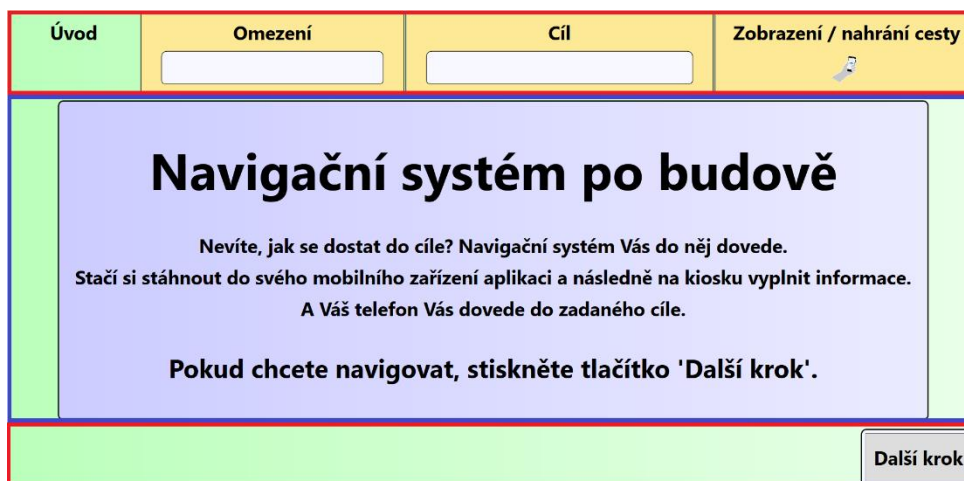 Úvod
Omezení
Cíl
Zobrazení / nahrání cesty
Navigační systém po budově
Nevíte, jak se dostat do cíle? Navigační systém Vás do něj dovede.
Stačí si stáhnout do svého mobilního zařízení aplikaci a následně na kiosku vyplnit informace.
A Váš telefon Vás dovede do zadaného cíle.
Pokud chcete navigovat, stiskněte tlačítko 'Další krok'.
Další krok